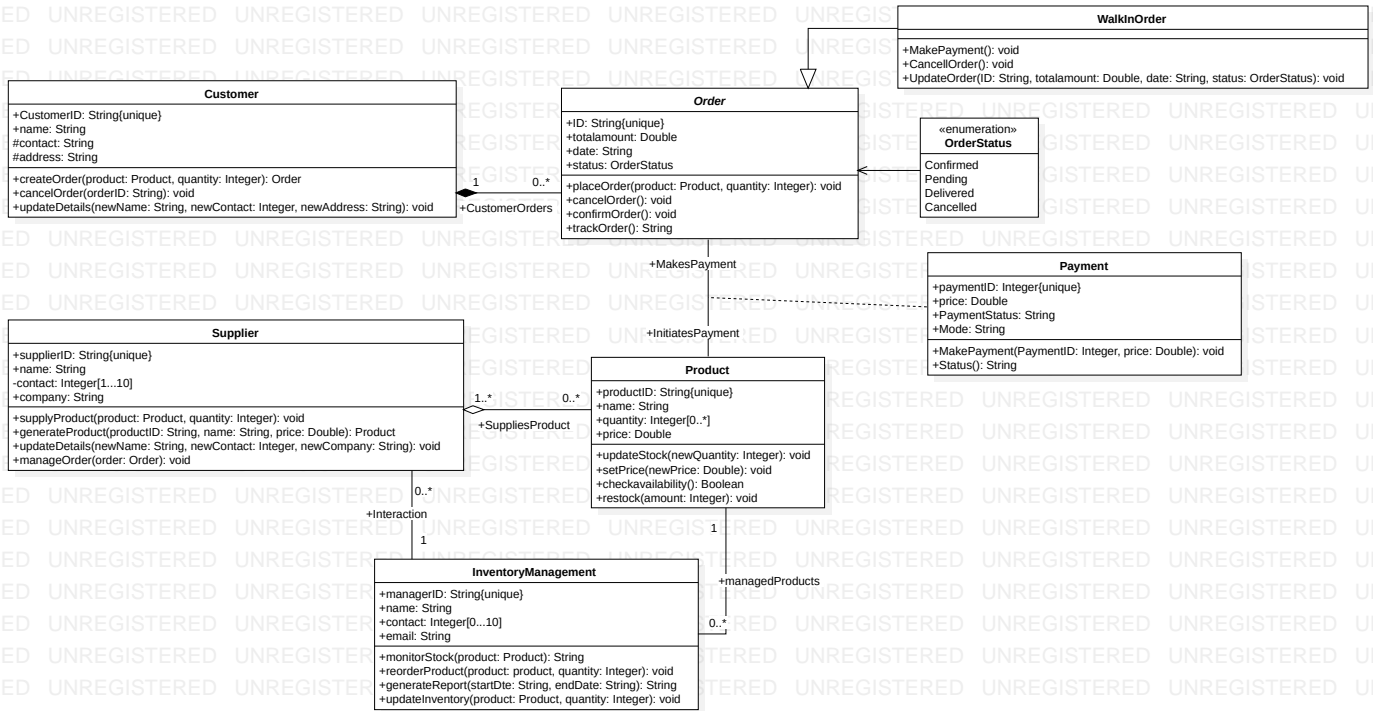 WalkInOrder
+MakePayment(): void
+CancellOrder(): void
+UpdateOrder(ID: String, totalamount: Double, date: String, status: OrderStatus): void
Customer
+CustomerID: String{unique}
+name: String
#contact: String
#address: String
+createOrder(product: Product, quantity: Integer): Order
+cancelOrder(orderID: String): void
+updateDetails(newName: String, newContact: Integer, newAddress: String): void
1
0..*
+CustomerOrders
Order
+ID: String{unique}
+totalamount: Double
+date: String
+status: OrderStatus
+placeOrder(product: Product, quantity: Integer): void
+cancelOrder(): void
+confirmOrder(): void
+trackOrder(): String
«enumeration»
OrderStatus
Confirmed
Pending
Delivered
Cancelled
+MakesPayment
+InitiatesPayment
Payment
+paymentID: Integer{unique}
+price: Double
+PaymentStatus: String
+Mode: String
+MakePayment(PaymentID: Integer, price: Double): void
+Status(): String
Supplier
+supplierID: String{unique}
+name: String
-contact: Integer[1...10]
+company: String
+supplyProduct(product: Product, quantity: Integer): void
+generateProduct(productID: String, name: String, price: Double): Product
+updateDetails(newName: String, newContact: Integer, newCompany: String): void
+manageOrder(order: Order): void
1..*
0..*
+SuppliesProduct
Product
+productID: String{unique}
+name: String
+quantity: Integer[0..*]
+price: Double
+updateStock(newQuantity: Integer): void
+setPrice(newPrice: Double): void
+checkavailability(): Boolean
+restock(amount: Integer): void
0..*
+Interaction
1
1
+managedProducts
0..*
InventoryManagement
+managerID: String{unique}
+name: String
+contact: Integer[0...10]
+email: String
+monitorStock(product: Product): String
+reorderProduct(product: product, quantity: Integer): void
+generateReport(startDte: String, endDate: String): String
+updateInventory(product: Product, quantity: Integer): void
UNREGISTERED